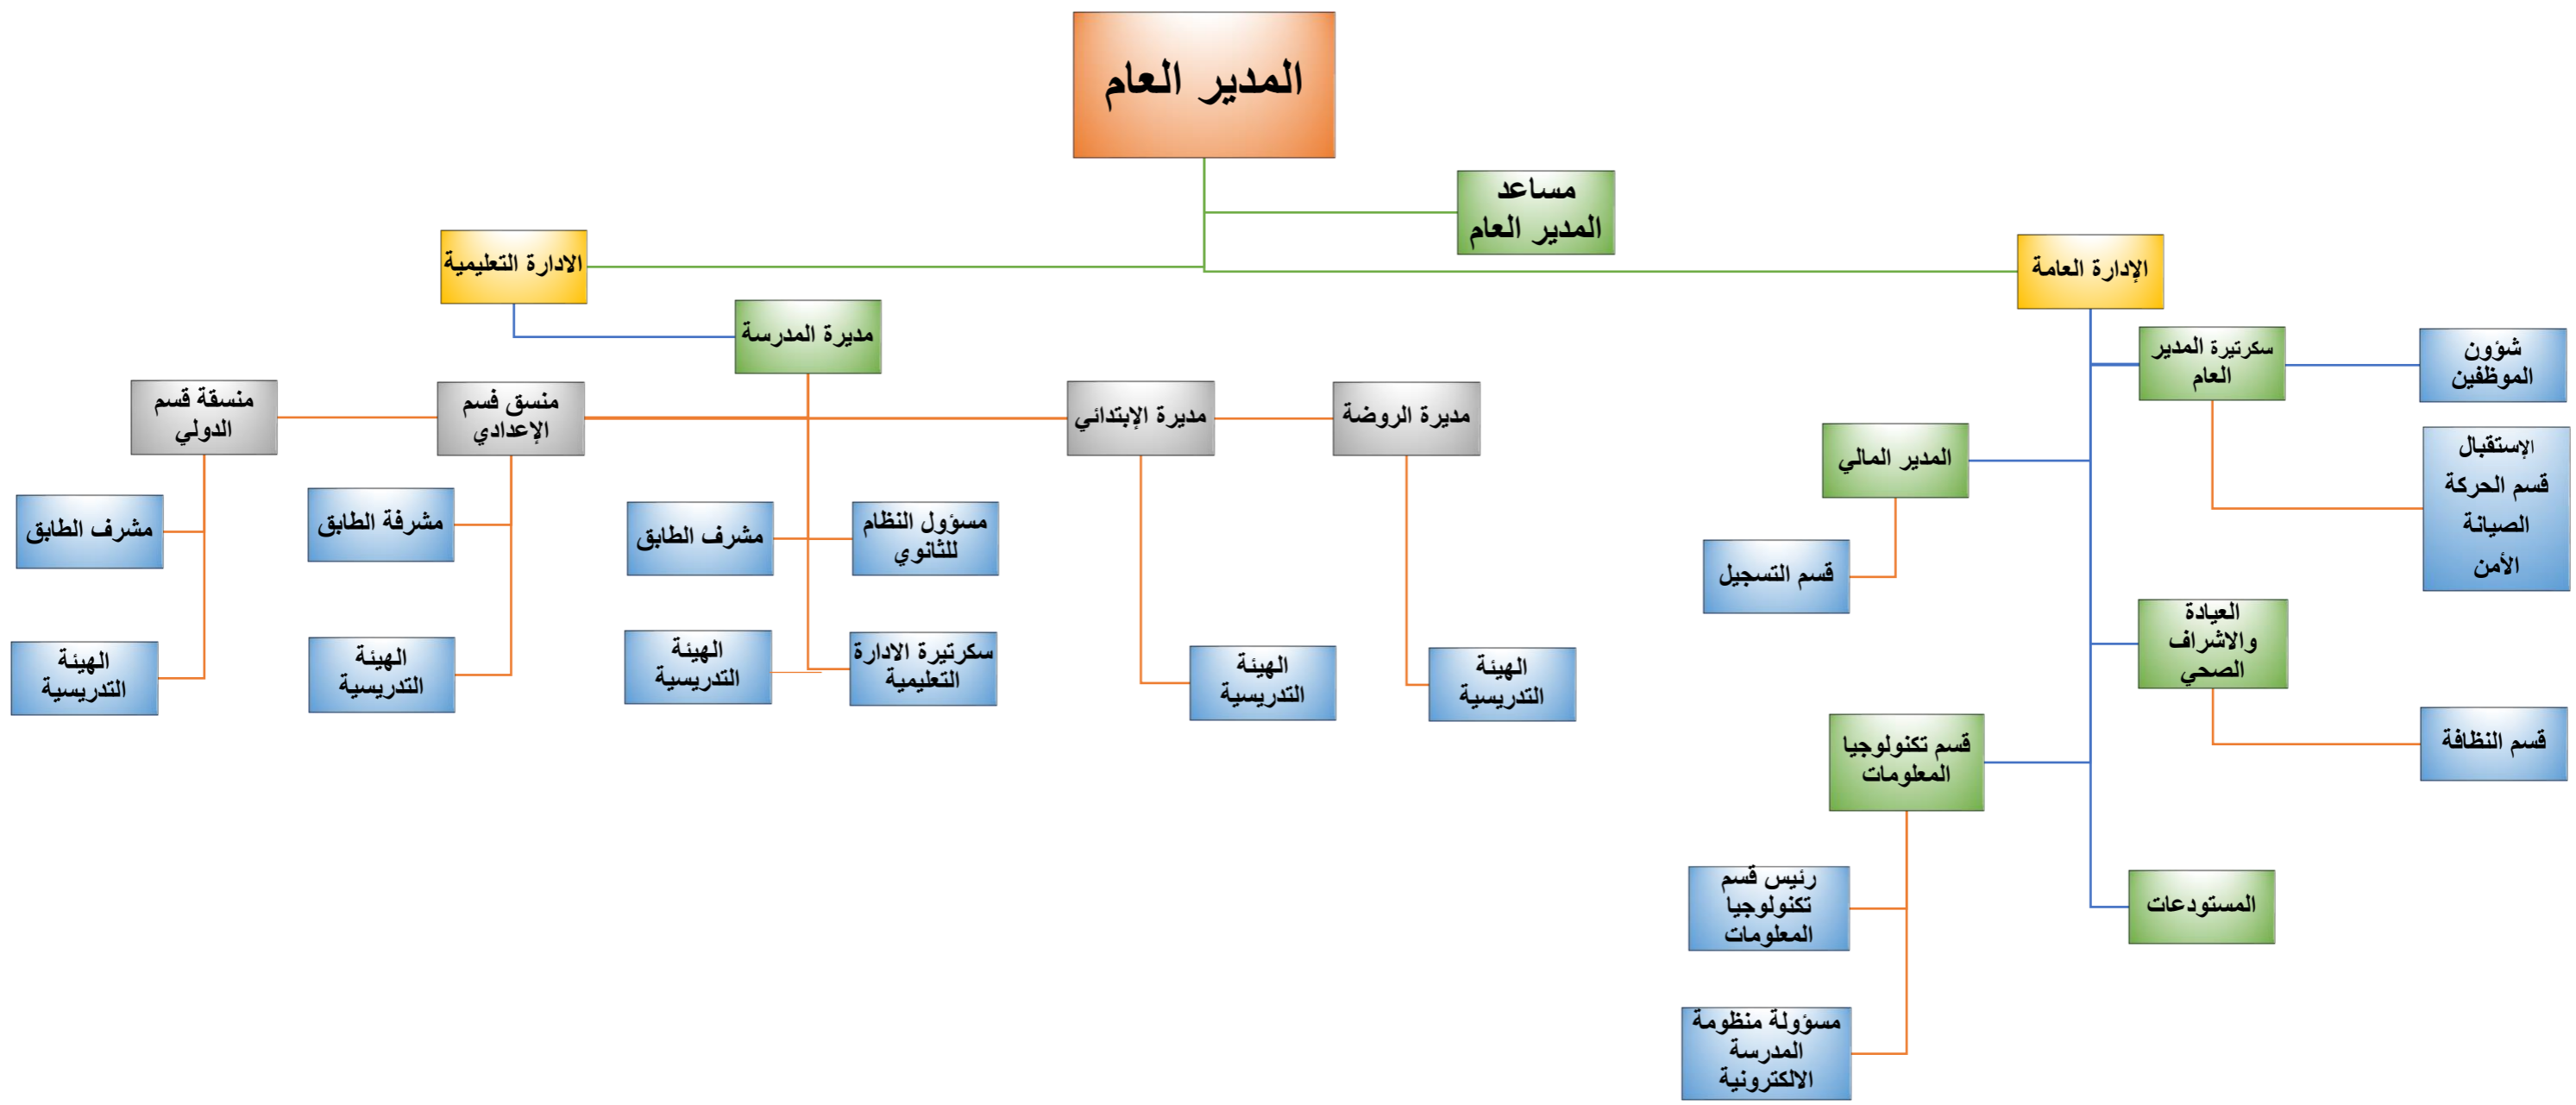 المدير العام
مساعد
المدير العام
الإدارة العامة
الادارة التعليمية
سكرتيرة المدير
العام
شؤون
الموظفين
الإستقبال
قسم الحركة
الصيانة
الأمن
المدير المالي
قسم التسجيل
العيادة
والاشراف
الصحي
قسم النظافة
قسم تكنولوجيا
المعلومات
رئيس قسم
تكنولوجيا
المعلومات
مسؤولة منظومة
المدرسة
الالكترونية
المستودعات
مديرة المدرسة
مديرة الروضة
مديرة الإبتدائي
منسق فسم
الإعدادي
منسقة قسم
الدولي
الهيئة
التدريسية
الهيئة
التدريسية
مسؤول النظام
للثانوي
مشرف الطابق
سكرتيرة الادارة
التعليمية
الهيئة
التدريسية
مشرفة الطابق
الهيئة
التدريسية
مشرف الطابق
الهيئة
التدريسية